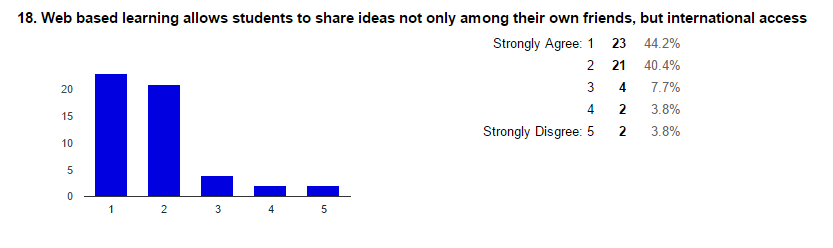 18. Web based learning allows students to share ideas not only among their own friends, but international access
Strongly Agree: 1 23 44.2%
2 21 40.4%
3 4 7.7%
4 2 3.8%
Strongly Disgree: 5 2 3.8%
20
15
10
5
0
1 2 3 4 5